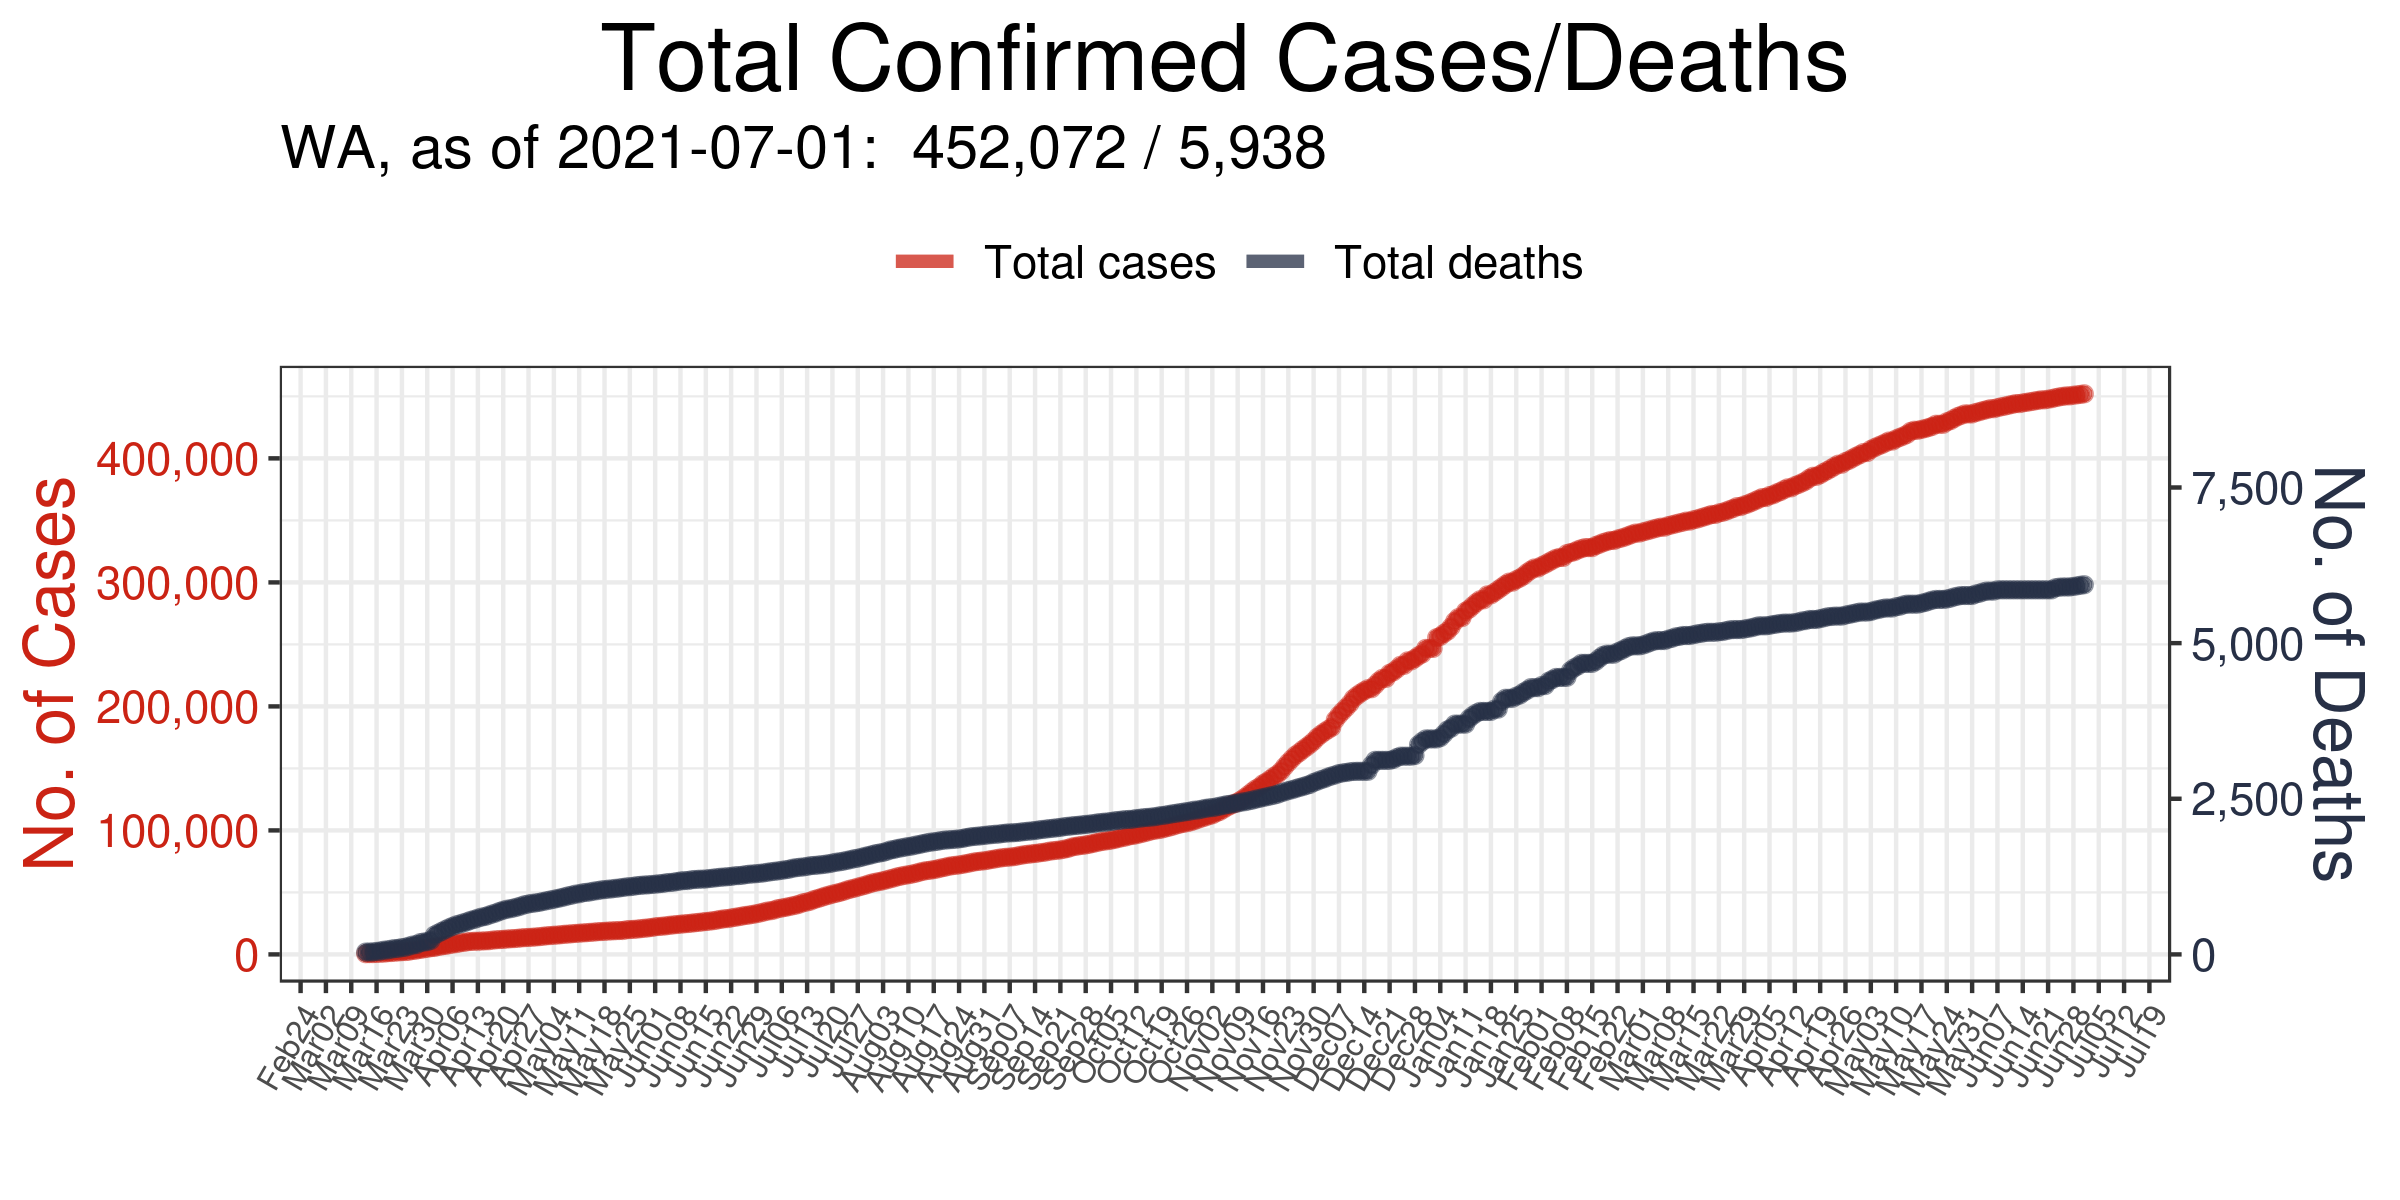 Total Confirmed Cases/Deaths
WA, as of 2021-07-01:  452,072 / 5,938
Total cases
Total deaths
No. of Cases
400,000
300,000
200,000
100,000
0
7,500
5,000
2,500
0
No. of Deaths
Feb24
Mar02
Mar09
Mar16
Mar23
Mar30
Apr06
Apr13
Apr20
Apr27
May04
May11
May18
May25
Jun01
Jun08
Jun15
Jun22
Jun29
Jul06
Jul13
Jul20
Jul27
Aug03
Aug10
Aug17
Aug24
Aug31
Sep07
Sep14
Sep21
Sep28
Oct05
Oct12
Oct19
Oct26
Nov02
Nov09
Nov16
Nov23
Nov30
Dec07
Dec14
Dec21
Dec28
Jan04
Jan11
Jan18
Jan25
Feb01
Feb08
Feb15
Feb22
Mar01
Mar08
Mar15
Mar22
Mar29
Apr05
Apr12
Apr19
Apr26
May03
May10
May17
May24
May31
Jun07
Jun14
Jun21
Jun28
Jul05
Jul12
Jul19